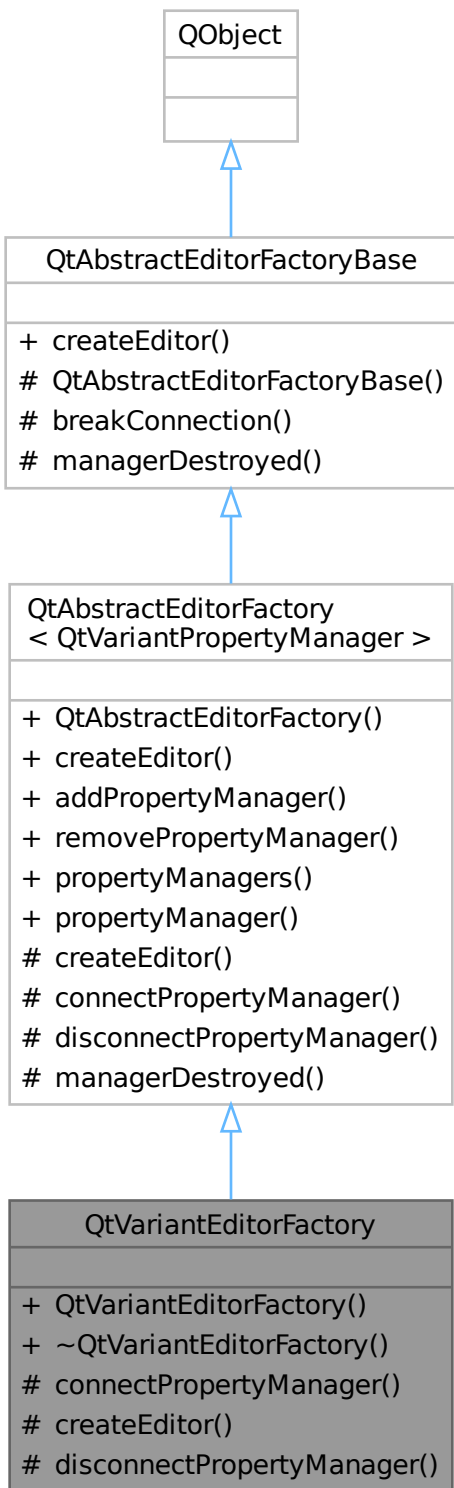 QObject
QtAbstractEditorFactoryBase
+ createEditor()
# QtAbstractEditorFactoryBase()
# breakConnection()
# managerDestroyed()
QtAbstractEditorFactory
< QtVariantPropertyManager >
+ QtAbstractEditorFactory()
+ createEditor()
+ addPropertyManager()
+ removePropertyManager()
+ propertyManagers()
+ propertyManager()
# createEditor()
# connectPropertyManager()
# disconnectPropertyManager()
# managerDestroyed()
QtVariantEditorFactory
+ QtVariantEditorFactory()
+ ~QtVariantEditorFactory()
# connectPropertyManager()
# createEditor()
# disconnectPropertyManager()